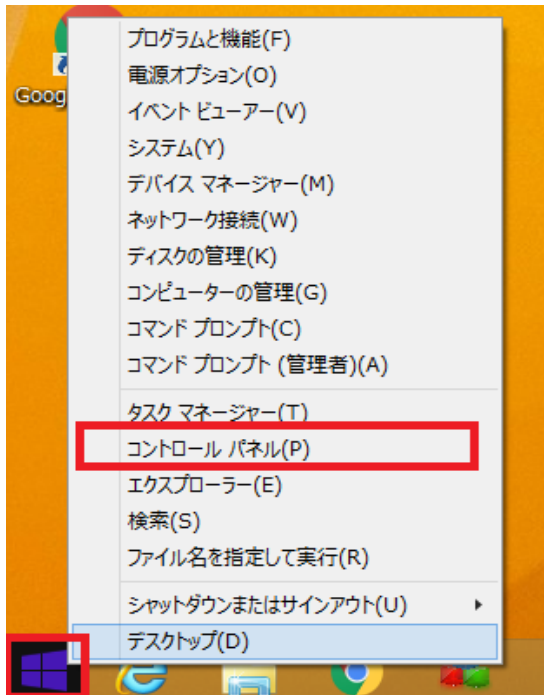 Goog
プログラムと機能(F)
電源オプション(O)
イベント ビューアー(V)
システム(Y)
デバイス マネージャー(M)
ネットワーク接続(W)
ディスクの管理(K)
コンピューターの管理(G)
コマンド プロンプト(C)
コマンド プロンプト (管理者)(A)
タスク マネージャー(T)
コントロール パネル(P)
エクスプローラー(E)
検索(S)
ファイル名を指定して実行(R)
シャットダウンまたはサインアウト(U)
デスクトップ(D)